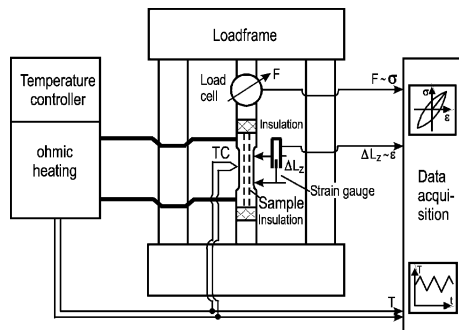 Loadframe
Temperature
controller
ohmic
heating
Load
cell
F
F~σ
σ
ε
Insulation
TC
ΔLz
ΔLz~ε
Strain gauge
Sample
Insulation
Data
acqui-
sition
T
t
T